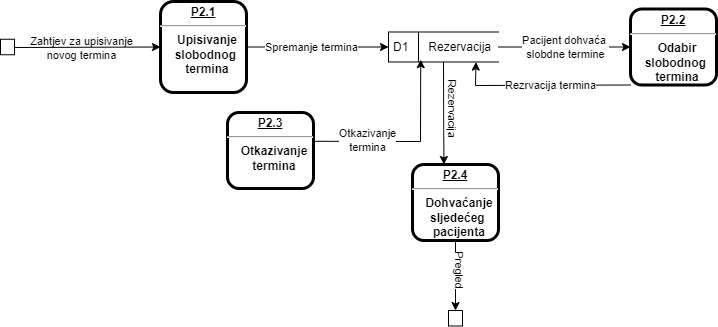 P2.1
Upisivanje
slobodnog
termina
Zahtjev za upisivanje
novog termina
Spremanje termina
D1
Rezervacija
Pacijent dohvaća
slobdne termine
P2.2
Odabir
slobodnog
termina
Rezrvacija termina
P2.3
Otkazivanje
termina
Otkazivanje
termina
Rezervacija
P2.4
Dohvaćanje
sljedećeg
pacijenta
Pregled